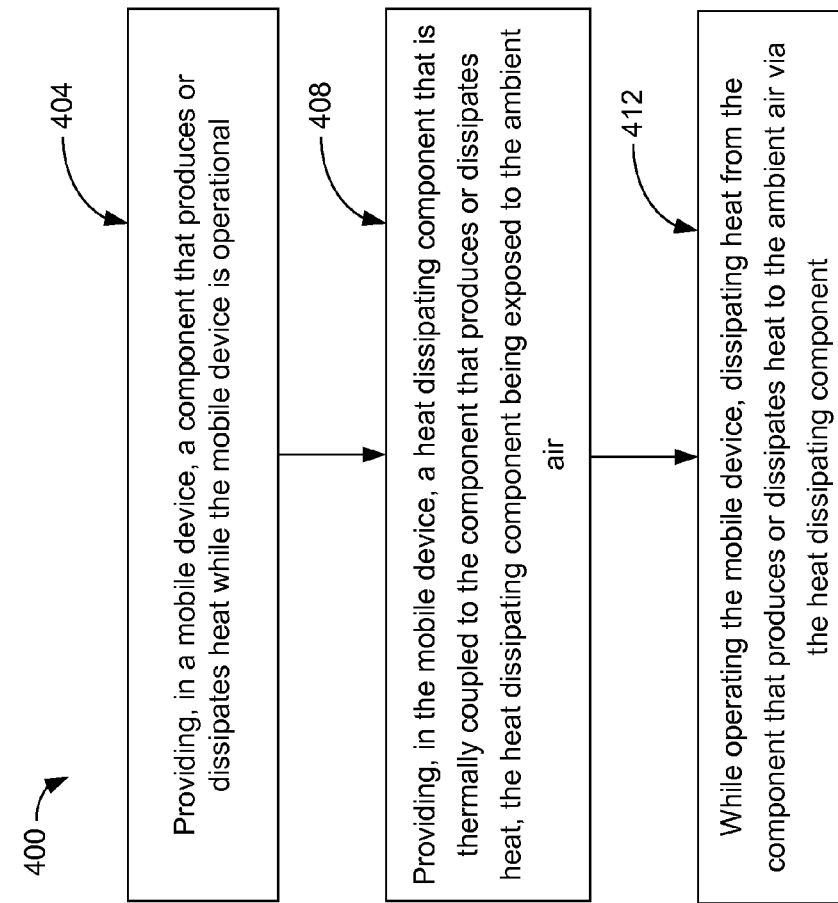 400
404
Providing, in a mobile device, a component that produces or
dissipates heat while the mobile device is operational
408
Providing, in the mobile device, a heat dissipating component that is
thermally coupled to the component that produces or dissipates
heat, the heat dissipating component being exposed to the ambient
air
412
While operating the mobile device, dissipating heat from the
component that produces or dissipates heat to the ambient air via
the heat dissipating component